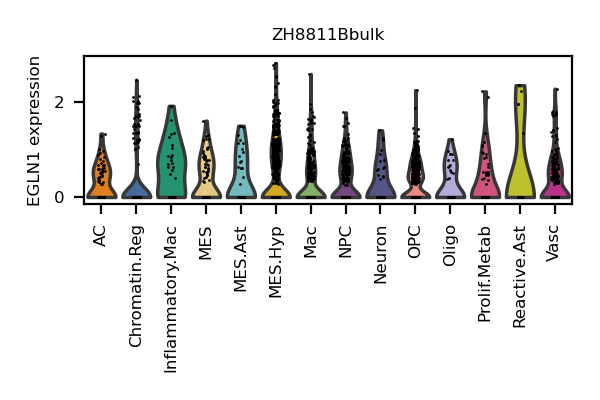 ZH8811Bbulk
EGLN1 expression
2
0
AC
Chromatin.Reg
Inflammatory.Mac
MES
MES.Ast
MES.Hyp
Mac
NPC
Neuron
OPC
Oligo
Prolif.Metab
Reactive.Ast
Vasc